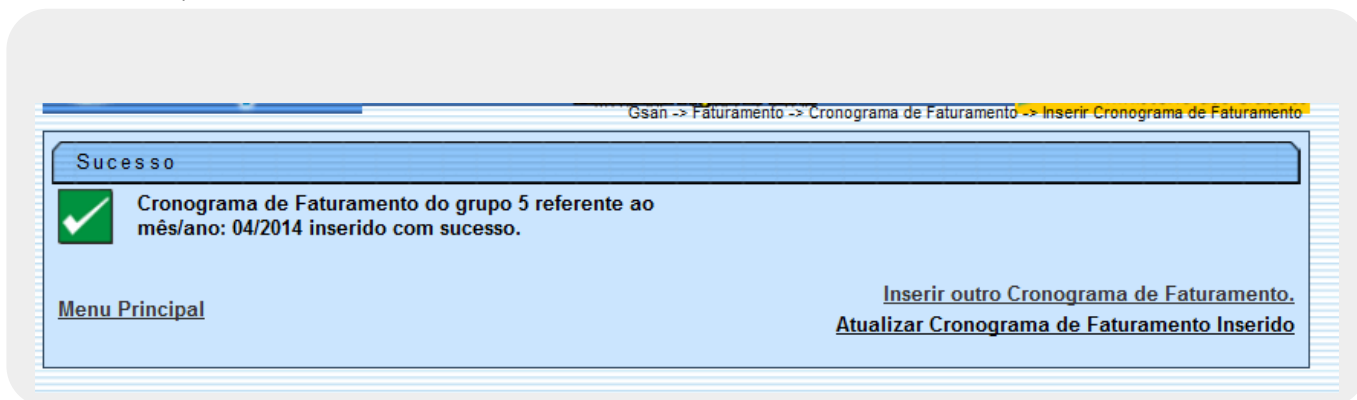 Gsan -> Faturamento -> Cronograma de Faturamento -> Inserir Cronograma de Faturamento
Sucesso
Cronograma de Faturamento do grupo 5 referente ao
mês/ano: 04/2014 inserido com sucesso.
Inserir outro Cronograma de Faturamento.
Menu Principal
Atualizar Cronograma de Faturamento Inserido